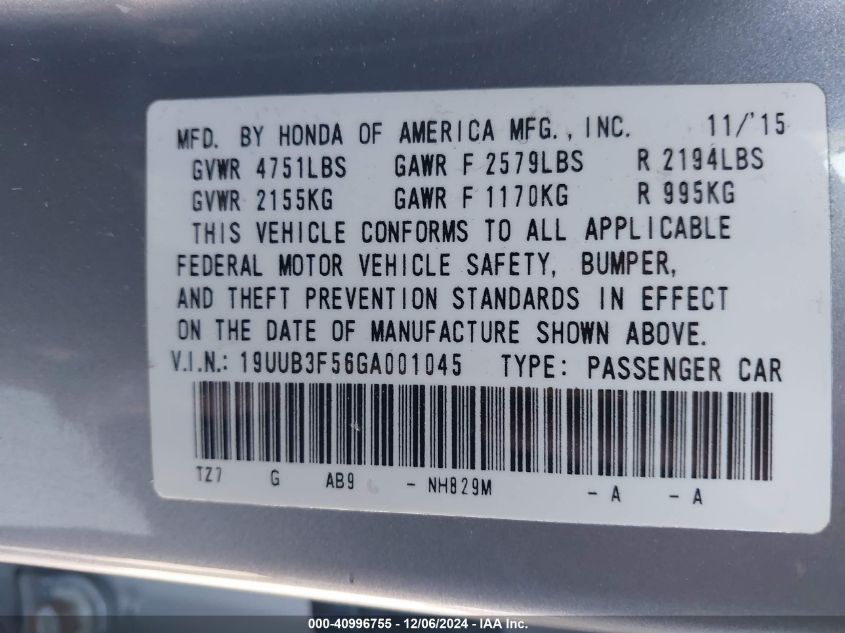 MFD. BY HONDA OF AMERICA MFG., INC. 11/'15
GVWR 4751LBS GAWR F 2579LBS R 2194LBS
GVWR 2155KG GAWR F 1170KG R 995KG
THIS VEHICLE CONFORMS TO ALL APPLICABLE
FEDERAL MOTOR VEHICLE SAFETY, BUMPER,
AND THEFT PREVENTION STANDARDS IN EFFECT
ON THE DATE OF MANUFACTURE SHOWN ABOVE.
V.I.N.: 19UUB3F56GA001045 TYPE: PASSENGER CAR
TZ7 G AB9 - NH829M - A - A
000-40996755 - 12/06/2024 - IAA Inc.